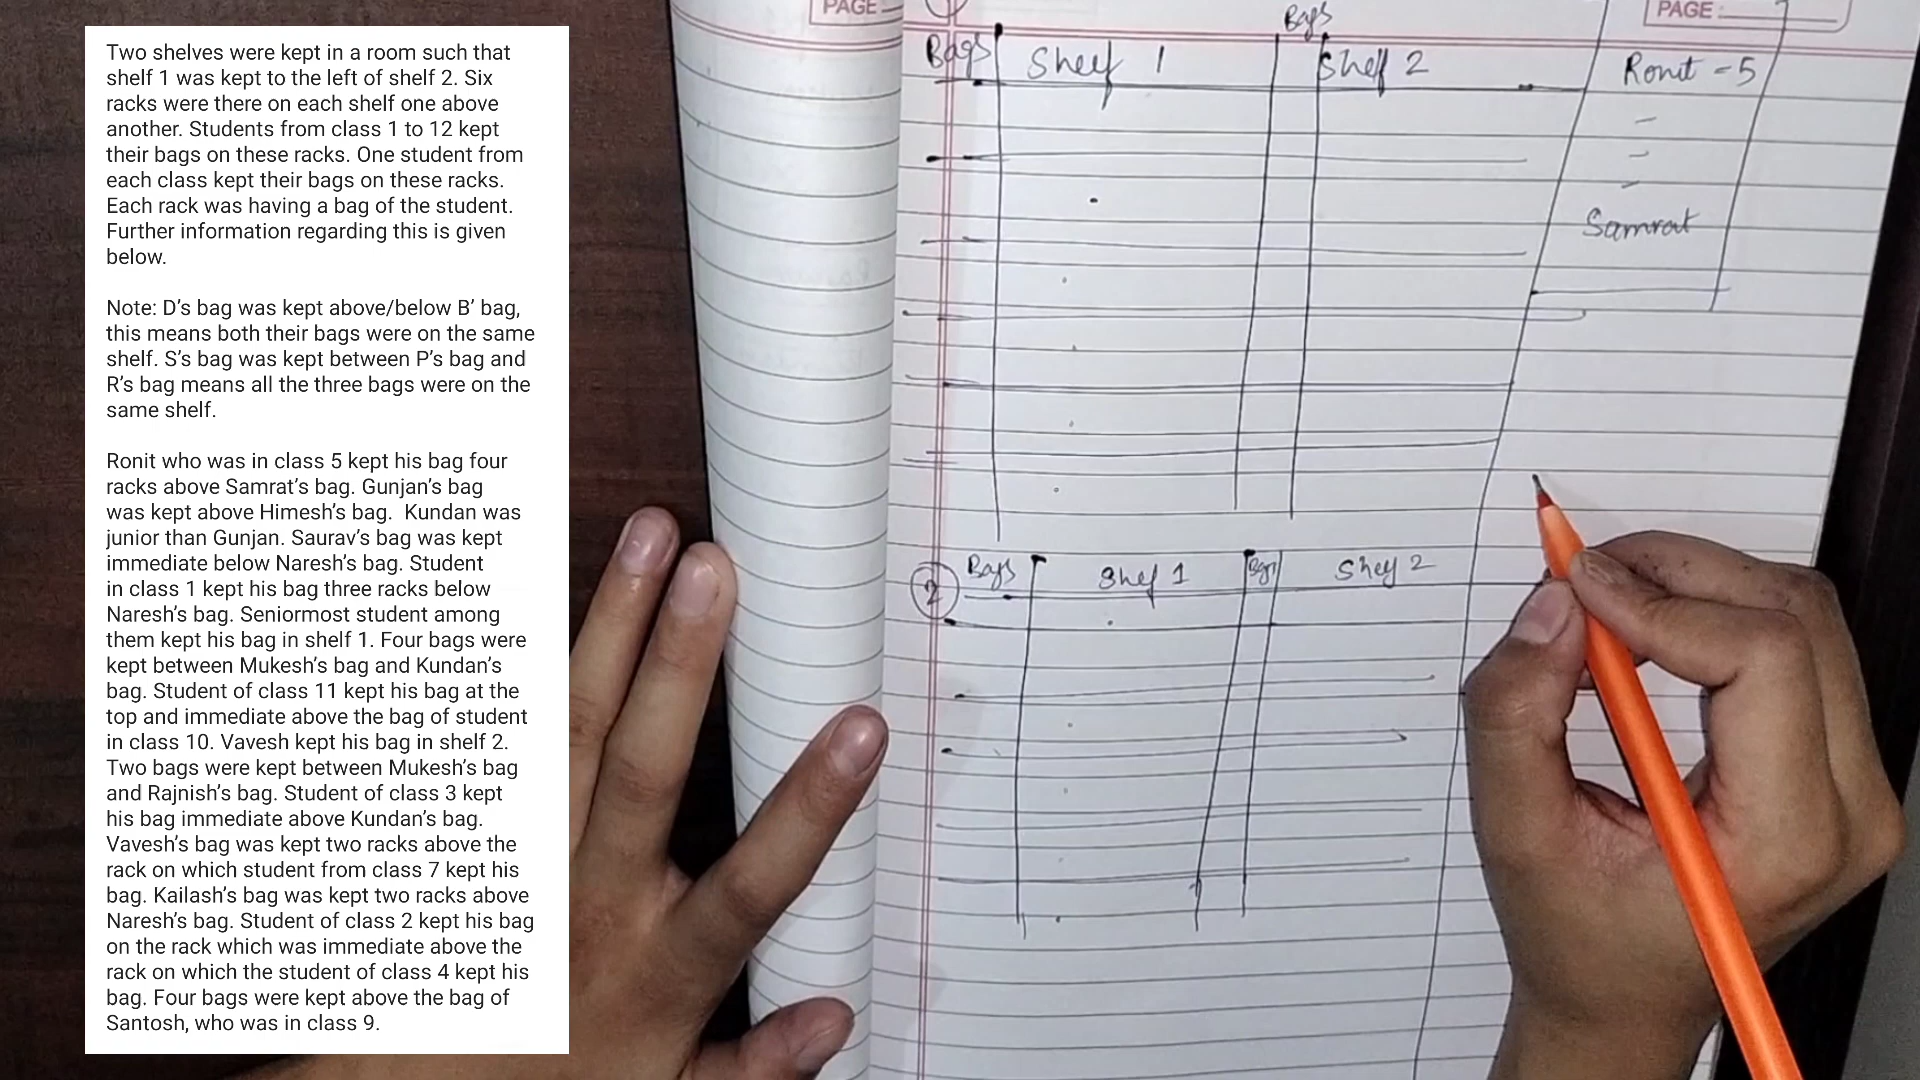 Two shelves were kept in a room such that
shelf 1 was kept to the left of shelf 2. Six
racks were there on each shelf one above
another. Students from class 1 to 12 kept
their bags on these racks. One student from
each class kept their bags on these racks.
Each rack was having a bag of the student.
Further information regarding this is given
below.
Note: D’s bag was kept above/below B’ bag,
this means both their bags were on the same
shelf. S’s bag was kept between P’s bag and
R’s bag means all the three bags were on the
same shelf.
Ronit who was in class 5 kept his bag four
racks above Samrat’s bag. Gunjan’s bag
was kept above Himesh’s bag. Kundan was
junior than Gunjan. Saurav’s bag was kept
immediate below Naresh’s bag. Student
in class 1 kept his bag three racks below
Naresh’s bag. Seniormost student among
them kept his bag in shelf 1. Four bags were
kept between Mukesh’s bag and Kundan’s
bag. Student of class 11 kept his bag at the
top and immediate above the bag of student
in class 10. Vavesh kept his bag in shelf 2.
Two bags were kept between Mukesh’s bag
and Rajnish’s bag. Student of class 3 kept
his bag immediate above Kundan’s bag.
Vavesh’s bag was kept two racks above the
rack on which student from class 7 kept his
bag. Kailash’s bag was kept two racks above
Naresh’s bag. Student of class 2 kept his bag
on the rack which was immediate above the
rack on which the student of class 4 kept his
bag. Four bags were kept above the bag of
Santosh, who was in class 9.
PAGE
PAGE:
Bags Shelf 1 Bags Shelf 2
Ronit - 5
Samrat
2 Bags Shelf 1 Bags Shelf 2